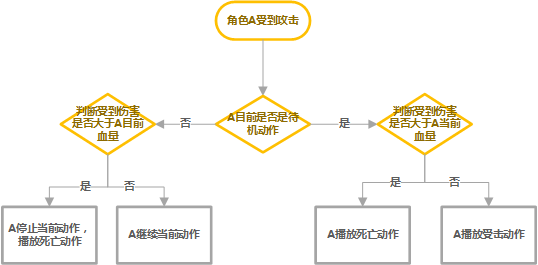 角色A受到攻击
判断受到伤害
是否大于A目前
血量
否
A目前是否是待
机动作
是
判断受到伤害
是否大于A当前
血量
是
否
是
否
A停止当前动作，
播放死亡动作
A继续当前动作
A播放死亡动作
A播放受击动作